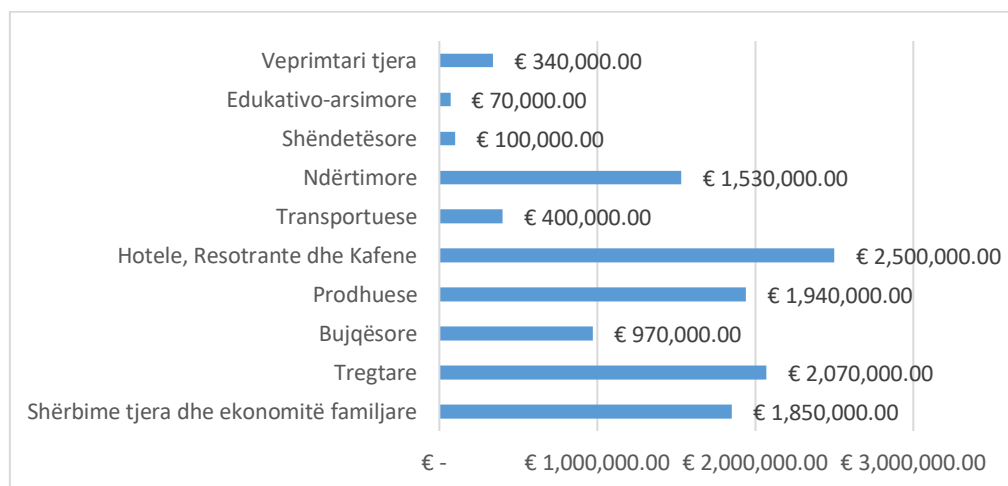 Veprimtari tjera € 340,000.00
Edukativo-arsimore € 70,000.00
Shëndetësore € 100,000.00
Ndërtimore € 1,530,000.00
Transportuese € 400,000.00
Hotele, Resotrante dhe Kafene € 2,500,000.00
Prodhuese € 1,940,000.00
Bujqësore € 970,000.00
Tregtare € 2,070,000.00
Shërbime tjera dhe ekonomitë familjare € 1,850,000.00
€ - € 1,000,000.00 € 2,000,000.00 € 3,000,000.00